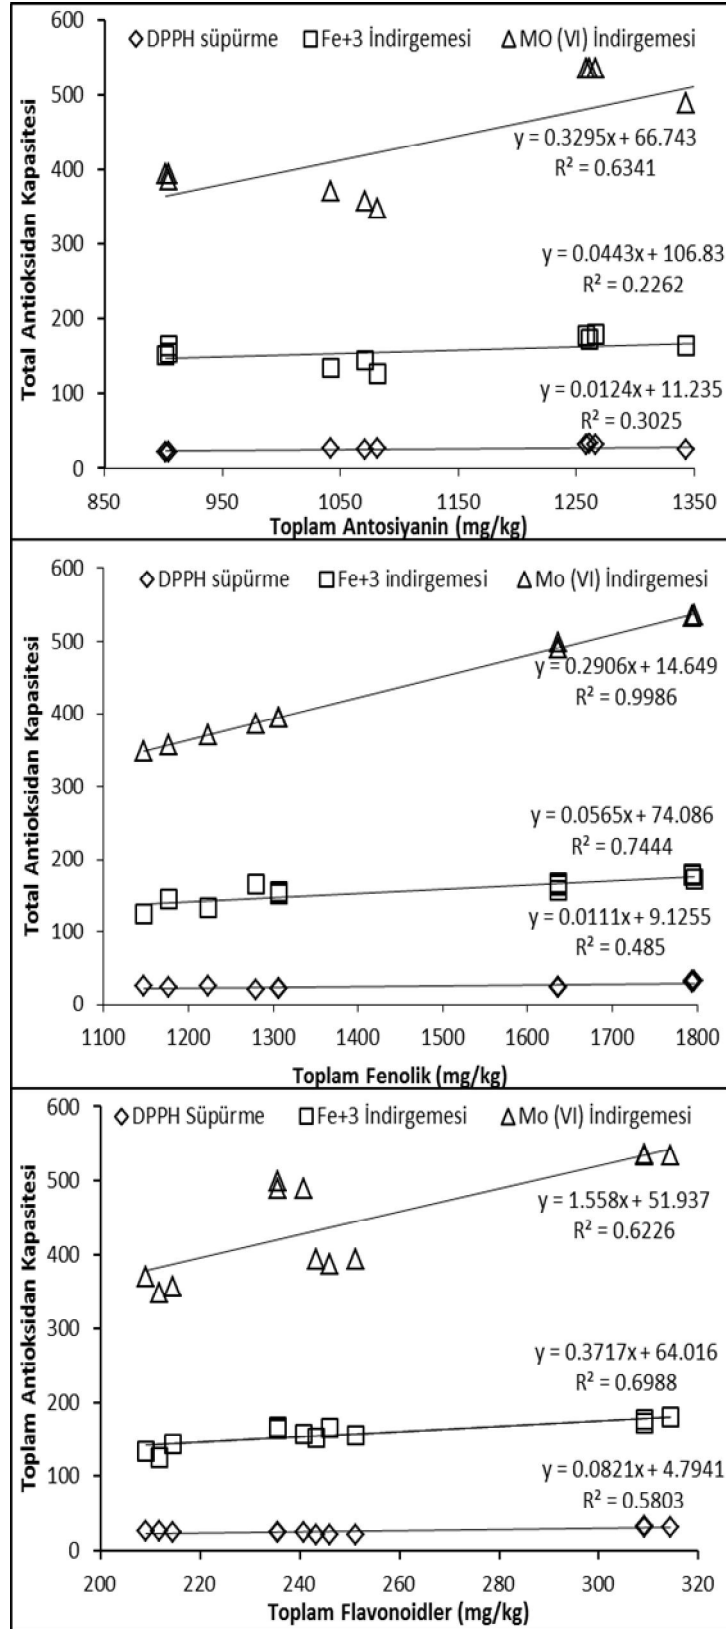 600
DPPH süpürme Fe+3 İndirgemesi MO (VI) İndirgemesi
500
y = 0.3295x + 66.743
R² = 0.6341
400
300
y = 0.0443x + 106.83
R² = 0.2262
200
100
y = 0.0124x + 11.235
R² = 0.3025
0
850 950 1050 1150 1250 1350
Total Antioksidan Kapasitesi
Toplam Antosiyanin (mg/kg)
600
DPPH süpürme Fe+3 indirgemesi Mo (VI) İndirgemesi
500
y = 0.2906x + 14.649
R² = 0.9986
400
300
y = 0.0565x + 74.086
R² = 0.7444
200
100
y = 0.0111x + 9.1255
R² = 0.485
0
1100 1200 1300 1400 1500 1600 1700 1800
Total Antioksidan Kapasitesi
Toplam Fenolik (mg/kg)
600
DPPH Süpürme Fe+3 İndirgemesi Mo (VI) İndirgemesi
500
y = 1.558x + 51.937
R² = 0.6226
400
300
y = 0.3717x + 64.016
R² = 0.6988
200
100
y = 0.0821x + 4.7941
R² = 0.5803
0
200 220 240 260 280 300 320
Toplam Antioksidan Kapasitesi
Toplam Flavonoidler (mg/kg)